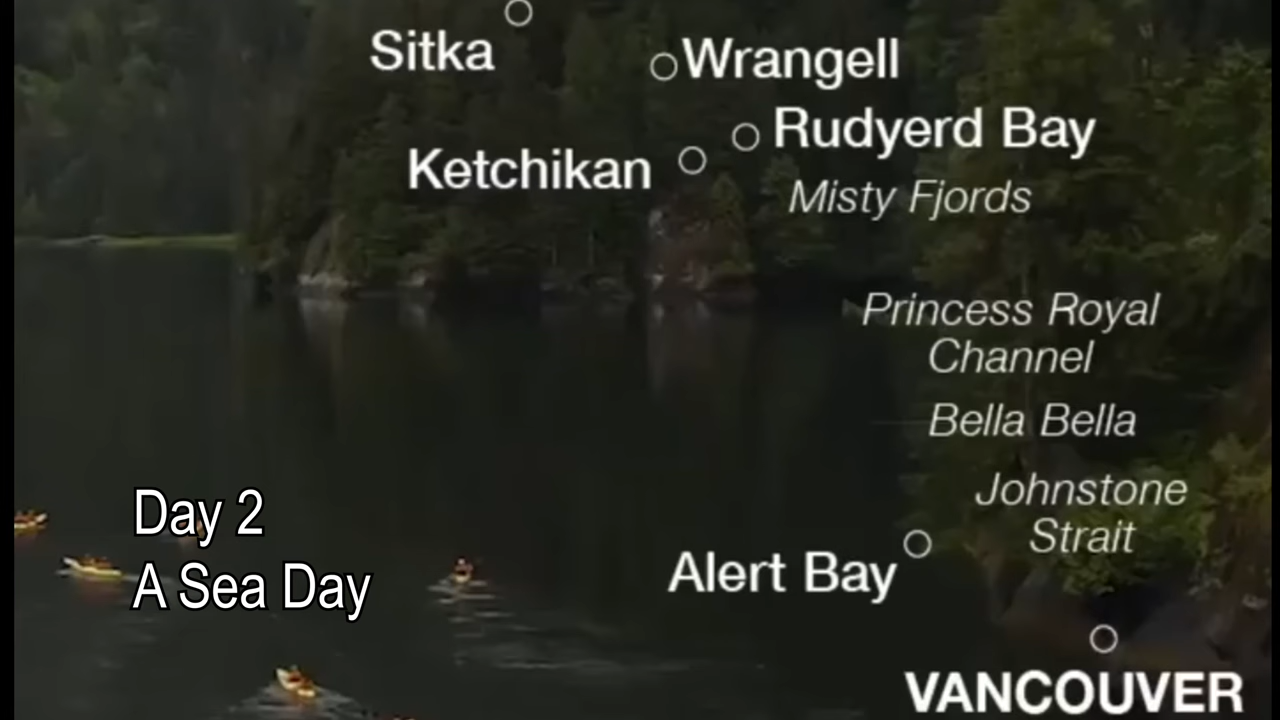 Sitka
Wrangell
Rudyerd Bay
Ketchikan
Misty Fjords
Princess Royal
Channel
Bella Bella
Johnstone
Strait
Day 2
A Sea Day
Alert Bay
VANCOUVER